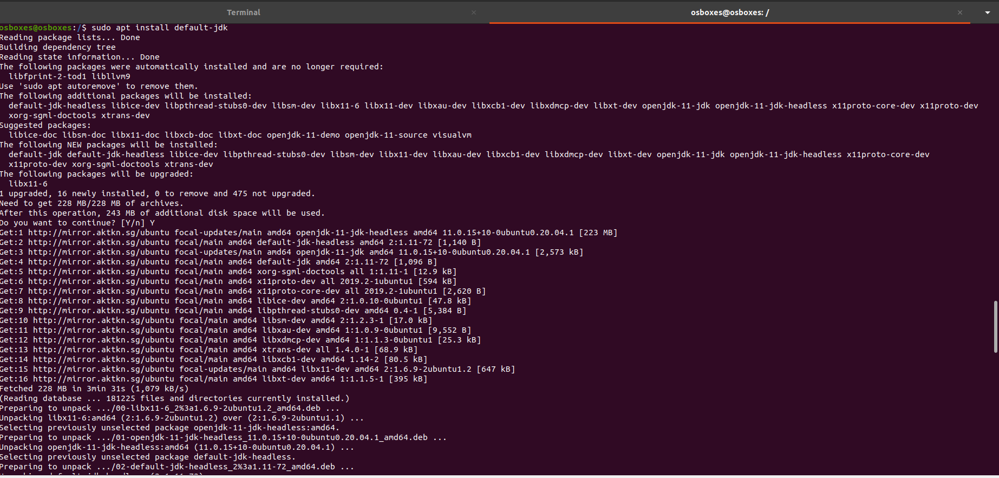 Terminal
osboxes@osboxes: /
osboxes@osboxes:/$ sudo apt install default-jdk
Reading package lists... Done
Building dependency tree
Reading state information... Done
The following packages were automatically installed and are no longer required:
libfprint-2-tod1 libllvm9
Use 'sudo apt autoremove' to remove them.
The following additional packages will be installed:
default-jdk-headless libice-dev libpthread-stubs0-dev libsm-dev libx11-6 libx11-dev libxau-dev libxcb1-dev libxdmcp-dev libxt-dev openjdk-11-jdk openjdk-11-jdk-headless x11proto-core-dev x11proto-dev
xorg-sgml-doctools xtrans-dev
Suggested packages:
libice-doc libsm-doc libx11-doc libxcb-doc libxt-doc openjdk-11-demo openjdk-11-source visualvm
The following NEW packages will be installed:
default-jdk default-jdk-headless libice-dev libpthread-stubs0-dev libsm-dev libx11-dev libxau-dev libxcb1-dev libxdmcp-dev libxt-dev openjdk-11-jdk openjdk-11-jdk-headless x11proto-core-dev
x11proto-dev xorg-sgml-doctools xtrans-dev
The following packages will be upgraded:
libx11-6
1 upgraded, 16 newly installed, 0 to remove and 475 not upgraded.
Need to get 228 MB/228 MB of archives.
After this operation, 243 MB of additional disk space will be used.
Do you want to continue? [Y/n] Y
Get:1 http://mirror.aktkn.sg/ubuntu focal-updates/main amd64 openjdk-11-jdk-headless amd64 11.0.15+10-0ubuntu0.20.04.1 [223 MB]
Get:2 http://mirror.aktkn.sg/ubuntu focal/main amd64 default-jdk-headless amd64 2:1.11-72 [1,140 B]
Get:3 http://mirror.aktkn.sg/ubuntu focal-updates/main amd64 openjdk-11-jdk amd64 11.0.15+10-0ubuntu0.20.04.1 [2,573 kB]
Get:4 http://mirror.aktkn.sg/ubuntu focal/main amd64 default-jdk amd64 2:1.11-72 [1,096 B]
Get:5 http://mirror.aktkn.sg/ubuntu focal/main amd64 xorg-sgml-doctools all 1:1.11-1 [12.9 kB]
Get:6 http://mirror.aktkn.sg/ubuntu focal/main amd64 x11proto-dev all 2019.2-1ubuntu1 [594 kB]
Get:7 http://mirror.aktkn.sg/ubuntu focal/main amd64 x11proto-core-dev all 2019.2-1ubuntu1 [2,620 B]
Get:8 http://mirror.aktkn.sg/ubuntu focal/main amd64 libice-dev amd64 2:1.0.10-0ubuntu1 [47.8 kB]
Get:9 http://mirror.aktkn.sg/ubuntu focal/main amd64 libpthread-stubs0-dev amd64 0.4-1 [5,384 B]
Get:10 http://mirror.aktkn.sg/ubuntu focal/main amd64 libsm-dev amd64 2:1.2.3-1 [17.0 kB]
Get:11 http://mirror.aktkn.sg/ubuntu focal/main amd64 libxau-dev amd64 1:1.0.9-0ubuntu1 [9,552 B]
Get:12 http://mirror.aktkn.sg/ubuntu focal/main amd64 libxdmcp-dev amd64 1:1.1.3-0ubuntu1 [25.3 kB]
Get:13 http://mirror.aktkn.sg/ubuntu focal/main amd64 xtrans-dev all 1.4.0-1 [68.9 kB]
Get:14 http://mirror.aktkn.sg/ubuntu focal/main amd64 libxcb1-dev amd64 1.14-2 [80.5 kB]
Get:15 http://mirror.aktkn.sg/ubuntu focal-updates/main amd64 libx11-dev amd64 2:1.6.9-2ubuntu1.2 [647 kB]
Get:16 http://mirror.aktkn.sg/ubuntu focal/main amd64 libxt-dev amd64 1:1.1.5-1 [395 kB]
Fetched 228 MB in 3min 31s (1,079 kB/s)
(Reading database ... 181225 files and directories currently installed.)
Preparing to unpack .../00-libx11-6_2%3a1.6.9-2ubuntu1.2_amd64.deb ...
Unpacking libx11-6:amd64 (2:1.6.9-2ubuntu1.2) over (2:1.6.9-2ubuntu1.1) ...
Selecting previously unselected package openjdk-11-jdk-headless:amd64.
Preparing to unpack .../01-openjdk-11-jdk-headless_11.0.15+10-0ubuntu0.20.04.1_amd64.deb ...
Unpacking openjdk-11-jdk-headless:amd64 (11.0.15+10-0ubuntu0.20.04.1) ...
Selecting previously unselected package default-jdk-headless.
Preparing to unpack .../02-default-jdk-headless_2%3a1.11-72_amd64.deb ...